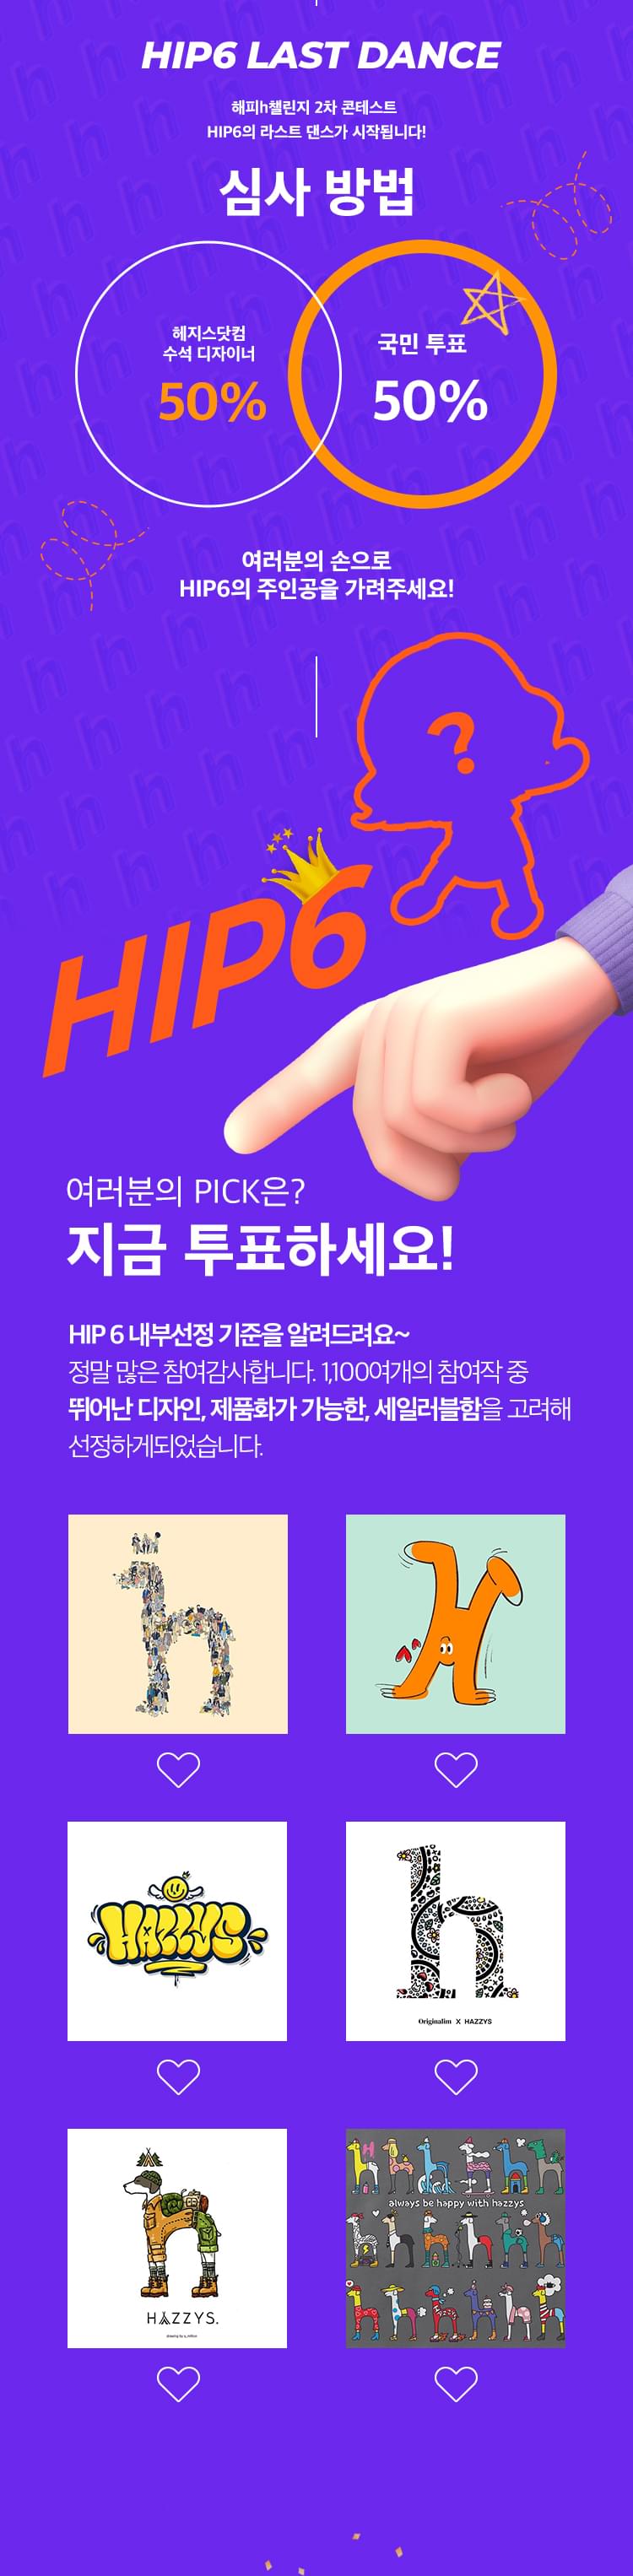 HIP6 LAST DANCE
해피h챌린지 2차 콘테스트
HIP6의 라스트 댄스가 시작됩니다!
심사 방법
헤지스닷컴
수석 디자이너
50%
국민 투표
50%
여러분의 손으로
HIP6의 주인공을 가려주세요!
?
HIP6
여러분의 PICK은?
지금 투표하세요!
HIP 6 내부선정 기준을 알려드려요~
정말 많은 참여감사합니다. 1,100여개의 참여작 중
뛰어난 디자인, 제품화가 가능한, 세일러블함을 고려해
선정하게되었습니다.
h
H
HAZZYS
h
Originalim X HAZZYS
HAZZYS.
always be happy with hazzys